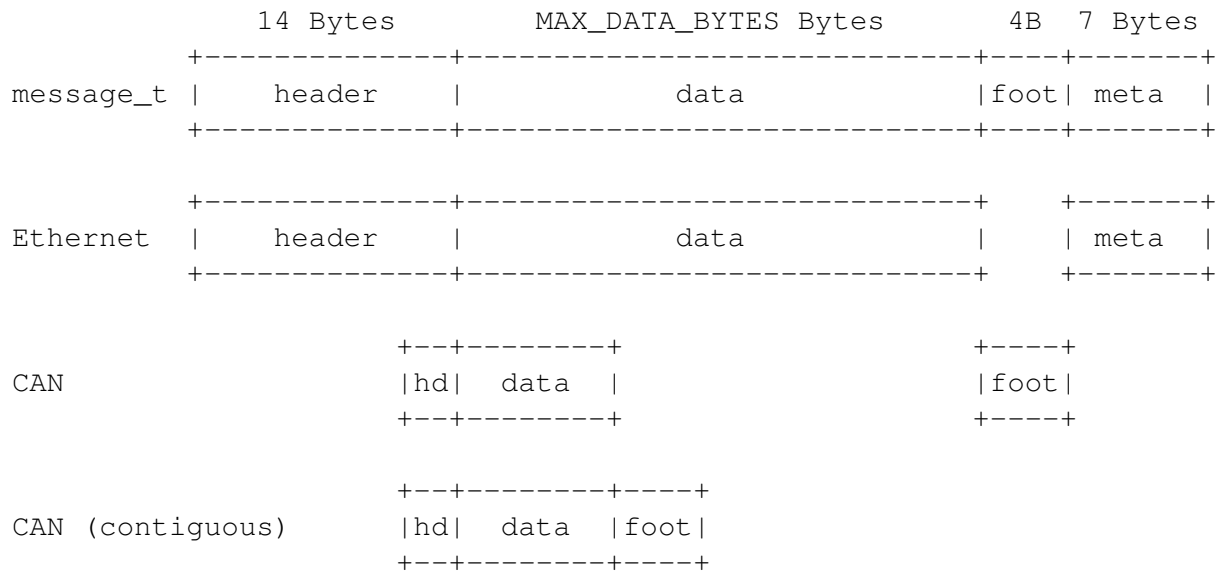 14 Bytes        MAX_DATA_BYTES Bytes       4B  7 Bytes
          +--------------+-----------------------------+----+-------+
message_t |    header    |            data             |foot| meta  |
          +--------------+-----------------------------+----+-------+
          +--------------+-----------------------------+    +-------+
Ethernet  |    header    |            data             |    | meta  |
          +--------------+-----------------------------+    +-------+
                      +--+--------+                    +----+
CAN                   |hd|  data  |                    |foot|
                      +--+--------+                    +----+
                      +--+--------+----+
CAN (contiguous)      |hd|  data  |foot|
                      +--+--------+----+